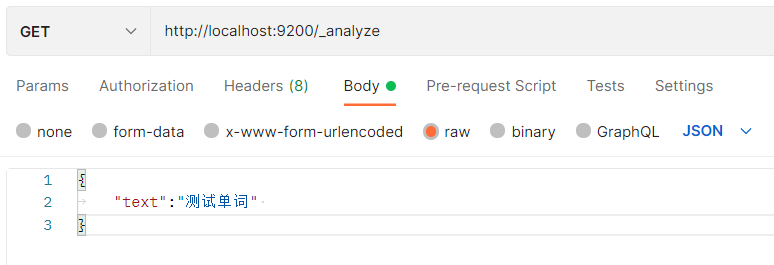 GET http://localhost:9200/_analyze
Params Authorization Headers (8) Body Pre-request Script Tests Settings
none form-data x-www-form-urlencoded raw binary GraphQL JSON
1 {
2 "text":"测试单词"
3 }